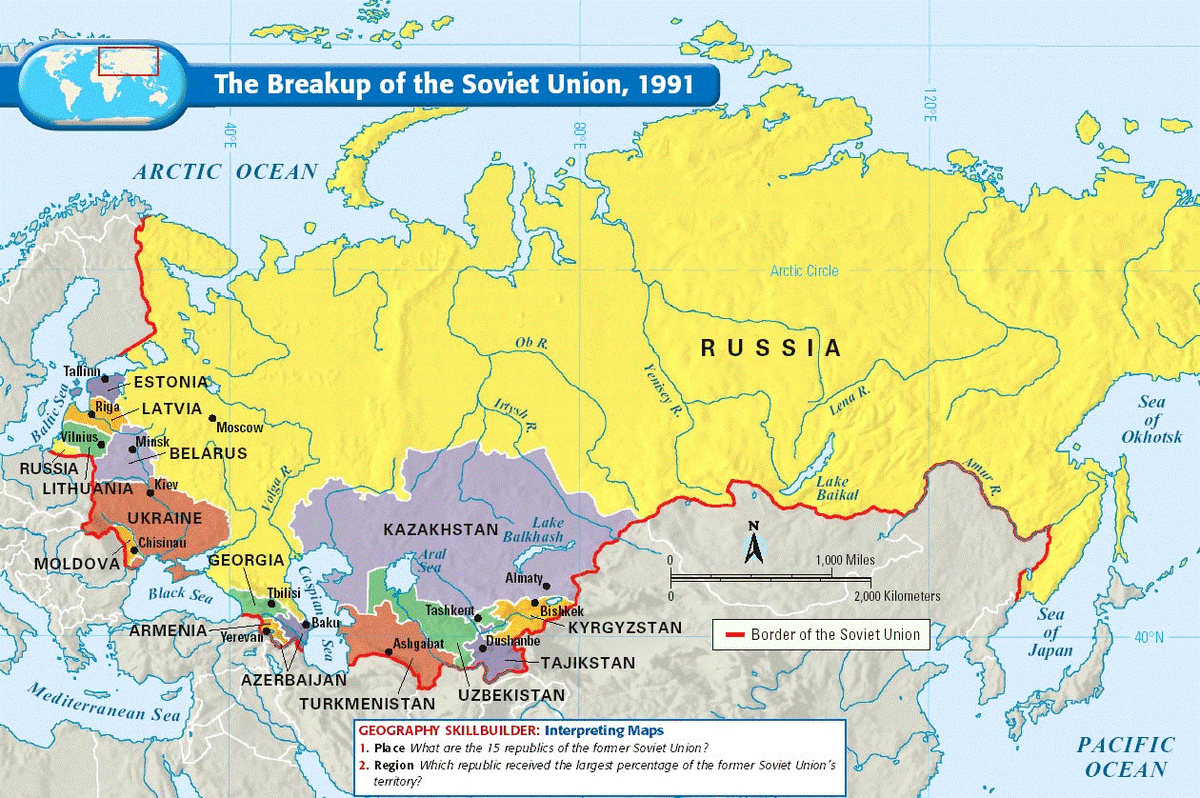 The Breakup of the Soviet Union, 1991
40°E
80°E
120°E
ARCTIC OCEAN
Arctic Circle
RUSSIA
Ob R.
Yenisey R.
Irtysh R.
Lena R.
Tallinn
ESTONIA
Baltic Sea
Riga
LATVIA
Moscow
Vilnius
Minsk
BELARUS
RUSSIA
LITHUANIA
Kiev
Volga R.
UKRAINE
Sea
of
Okhotsk
Amur R.
Lake
Baikal
KAZAKHSTAN
Lake
Balkhash
Chisinau
MOLDOVA
GEORGIA
Aral
Sea
Almaty
N
0 1,000 Miles
0 2,000 Kilometers
Black Sea
Tbilisi
Caspian Sea
Tashkent
Bishkek
ARMENIA
Yerevan
Baku
KYRGYZSTAN
Border of the Soviet Union
Sea
of
Japan
40°N
Ashgabat
Dushanbe
TAJIKSTAN
AZERBAIJAN
TURKMENISTAN
UZBEKISTAN
Mediterranean Sea
PACIFIC
OCEAN
GEOGRAPHY SKILLBUILDER: Interpreting Maps
1. Place What are the 15 republics of the former Soviet Union?
2. Region Which republic received the largest percentage of the former Soviet Union's
territory?